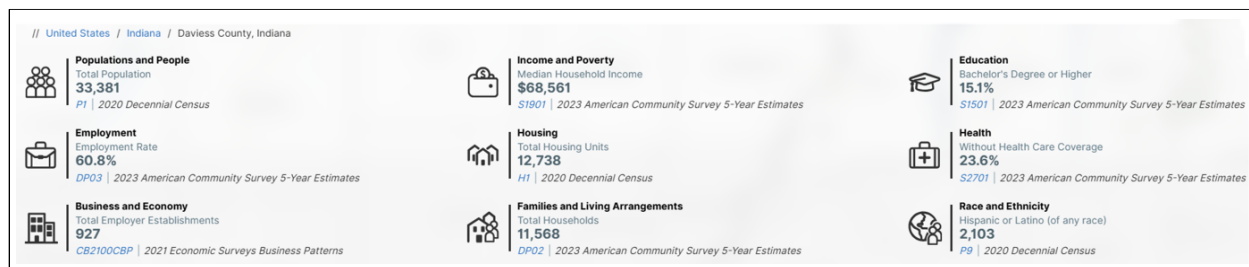 // United States / Indiana / Daviess County, Indiana
Populations and People
Total Population
33,381
P1 | 2020 Decennial Census
Income and Poverty
Median Household Income
$68,561
S1901 | 2023 American Community Survey 5-Year Estimates
Education
Bachelor's Degree or Higher
15.1%
S1501 | 2023 American Community Survey 5-Year Estimates
Employment
Employment Rate
60.8%
DP03 | 2023 American Community Survey 5-Year Estimates
Housing
Total Housing Units
12,738
H1 | 2020 Decennial Census
Health
Without Health Care Coverage
23.6%
S2701 | 2023 American Community Survey 5-Year Estimates
Business and Economy
Total Employer Establishments
927
CB2100CBP | 2021 Economic Surveys Business Patterns
Families and Living Arrangements
Total Households
11,568
DP02 | 2023 American Community Survey 5-Year Estimates
Race and Ethnicity
Hispanic or Latino (of any race)
2,103
P9 | 2020 Decennial Census